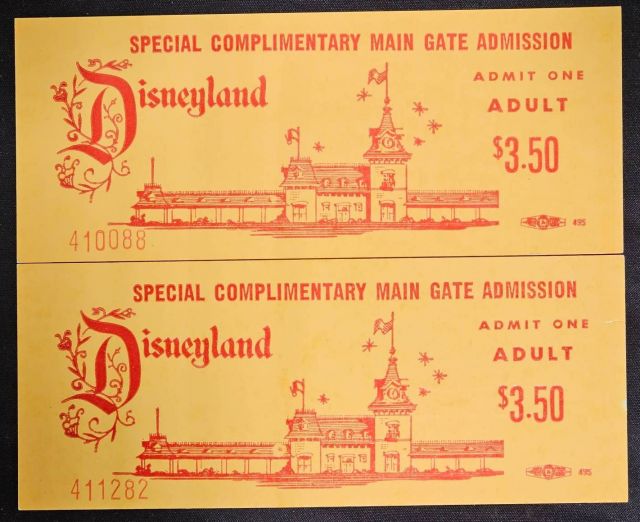 SPECIAL COMPLIMENTARY MAIN GATE ADMISSION
Disneyland
ADMIT ONE
ADULT
$3.50
495
410088
SPECIAL COMPLIMENTARY MAIN GATE ADMISSION
Disneyland
ADMIT ONE
ADULT
$3.50
495
411282